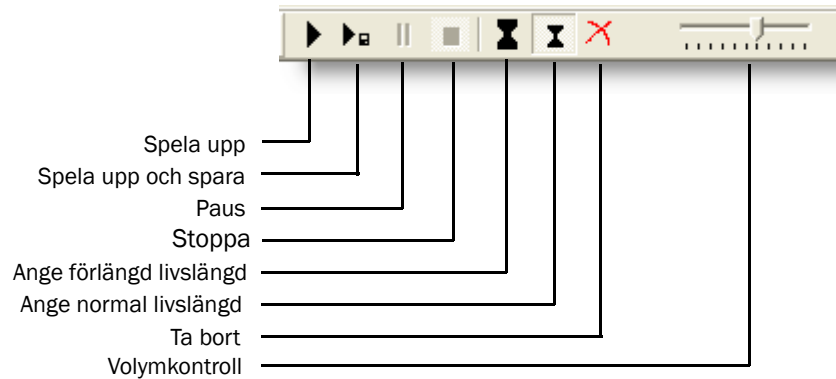 Spela upp
Spela upp och spara
Paus
Stoppa
Ange förlängd livslängd
Ange normal livslängd
Ta bort
Volymkontroll